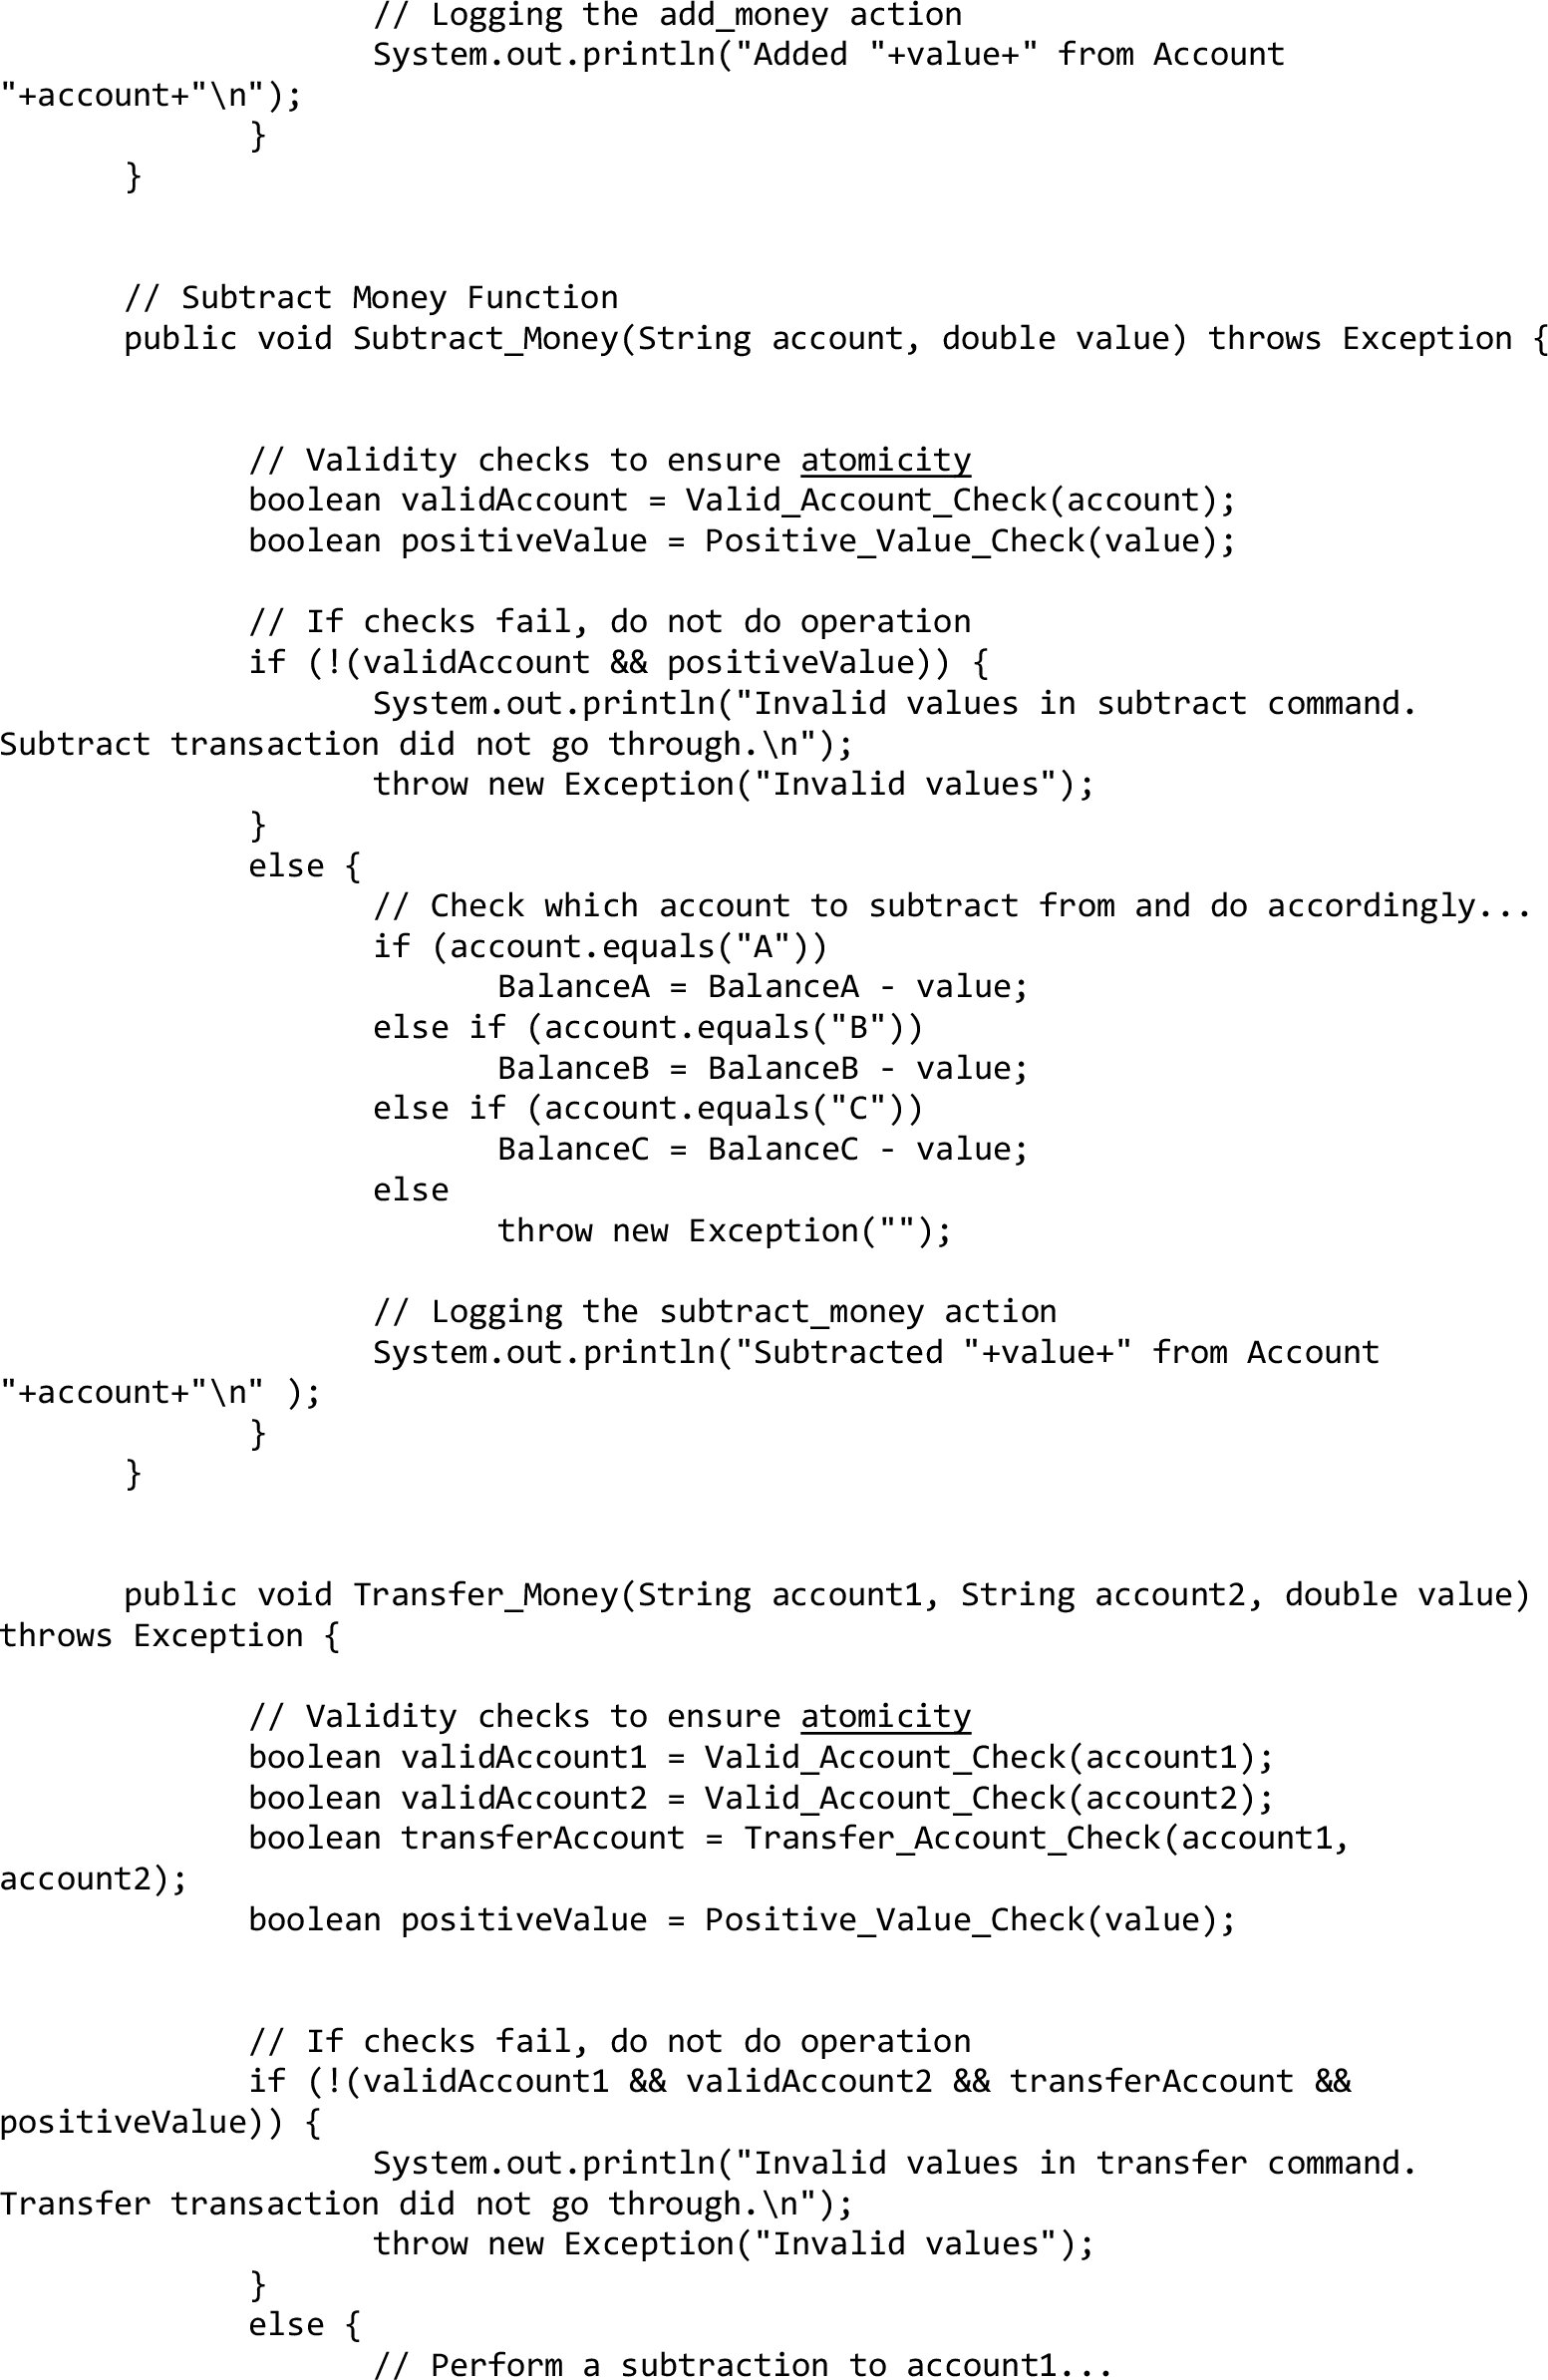 // Logging the add_money action
System.out.println("Added "+value+" from Account
"+account+"\n");
}
}
// Subtract Money Function
public void Subtract_Money(String account, double value) throws Exception {
// Validity checks to ensure atomicity
boolean validAccount = Valid_Account_Check(account);
boolean positiveValue = Positive_Value_Check(value);
// If checks fail, do not do operation
if (!(validAccount && positiveValue)) {
System.out.println("Invalid values in subtract command.
Subtract transaction did not go through.\n");
throw new Exception("Invalid values");
}
else {
// Check which account to subtract from and do accordingly...
if (account.equals("A"))
BalanceA = BalanceA - value;
else if (account.equals("B"))
BalanceB = BalanceB - value;
else if (account.equals("C"))
BalanceC = BalanceC - value;
else
throw new Exception("");
// Logging the subtract_money action
System.out.println("Subtracted "+value+" from Account
"+account+"\n" );
}
}
public void Transfer_Money(String account1, String account2, double value)
throws Exception {
// Validity checks to ensure atomicity
boolean validAccount1 = Valid_Account_Check(account1);
boolean validAccount2 = Valid_Account_Check(account2);
boolean transferAccount = Transfer_Account_Check(account1,
account2);
boolean positiveValue = Positive_Value_Check(value);
// If checks fail, do not do operation
if (!(validAccount1 && validAccount2 && transferAccount &&
positiveValue)) {
System.out.println("Invalid values in transfer command.
Transfer transaction did not go through.\n");
throw new Exception("Invalid values");
}
else {
// Perform a subtraction to account1...